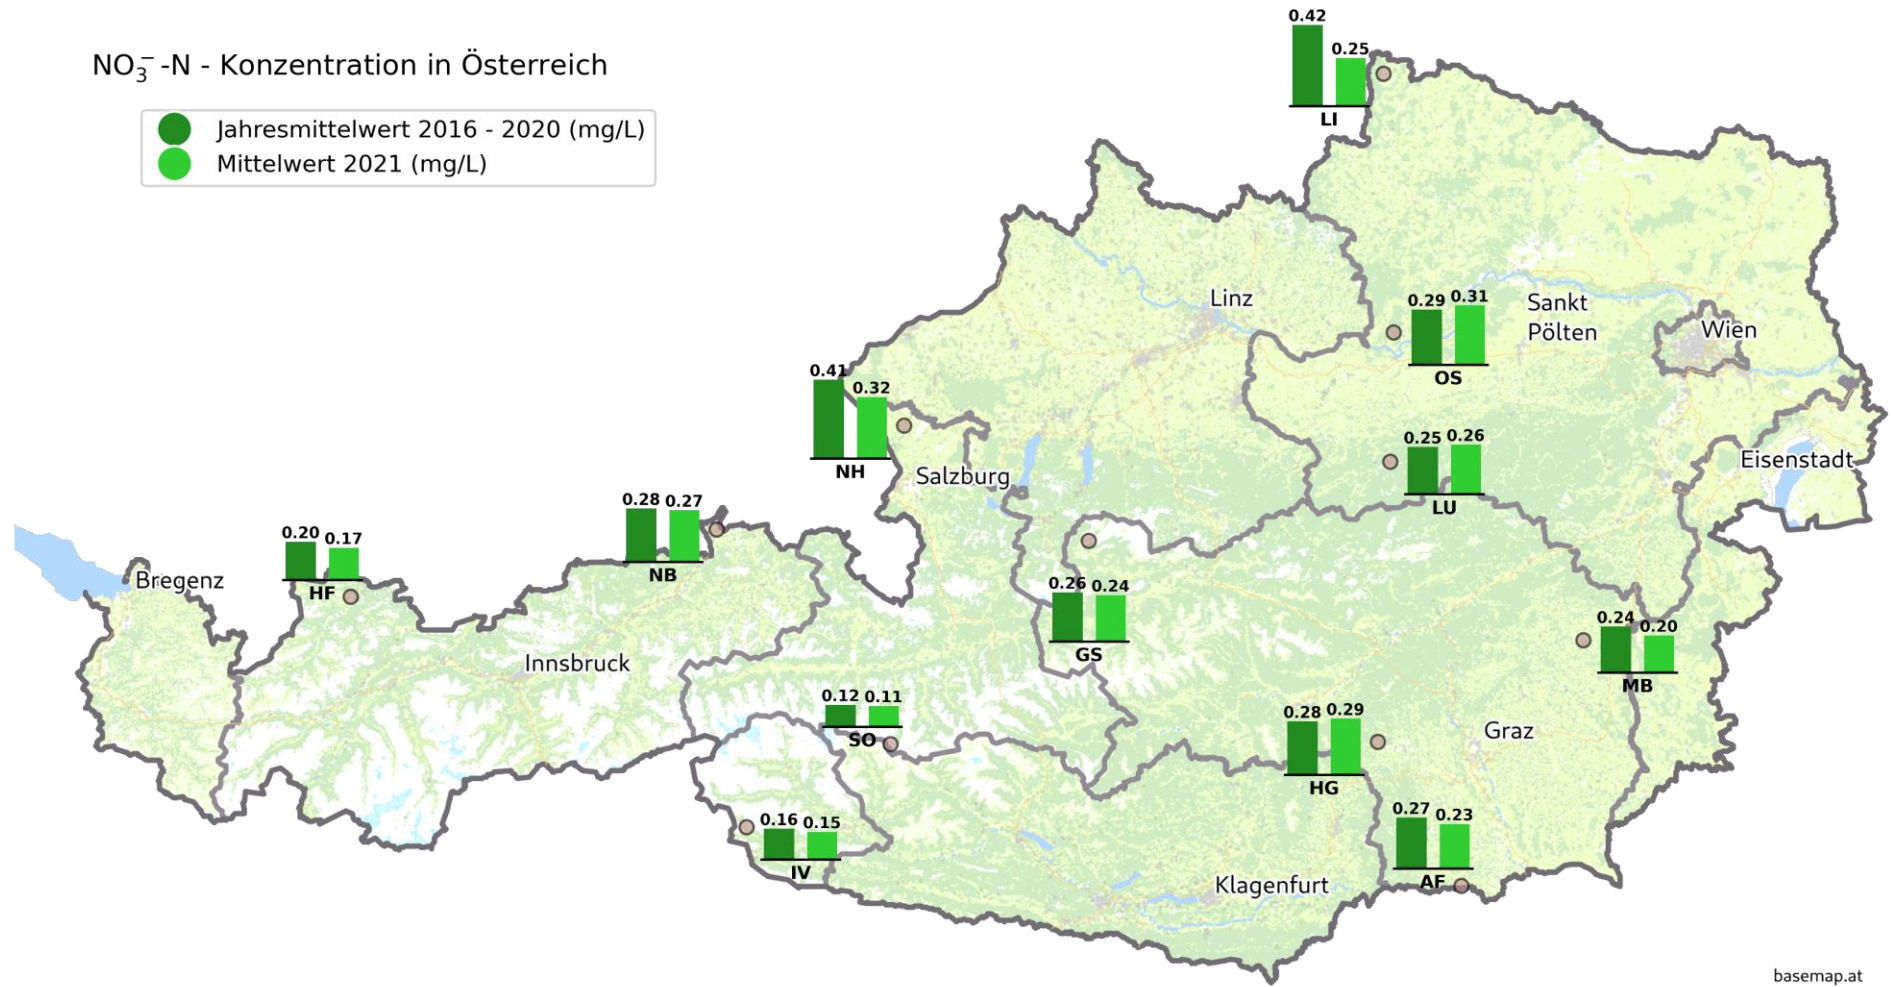 NO₃⁻-N - Konzentration in Österreich
Jahresmittelwert 2016 - 2020 (mg/L)
Mittelwert 2021 (mg/L)
0.42
0.25
LI
Linz
0.29 0.31
OS
Sankt
Pölten
Wien
0.41
0.32
NH
Salzburg
0.25 0.26
LU
Eisenstadt
0.28 0.27
NB
0.20 0.17
HF
Bregenz
Innsbruck
0.26 0.24
GS
0.24 0.20
MB
0.12 0.11
SO
0.28 0.29
HG
Graz
0.16 0.15
IV
0.27 0.23
AF
Klagenfurt
basemap.at